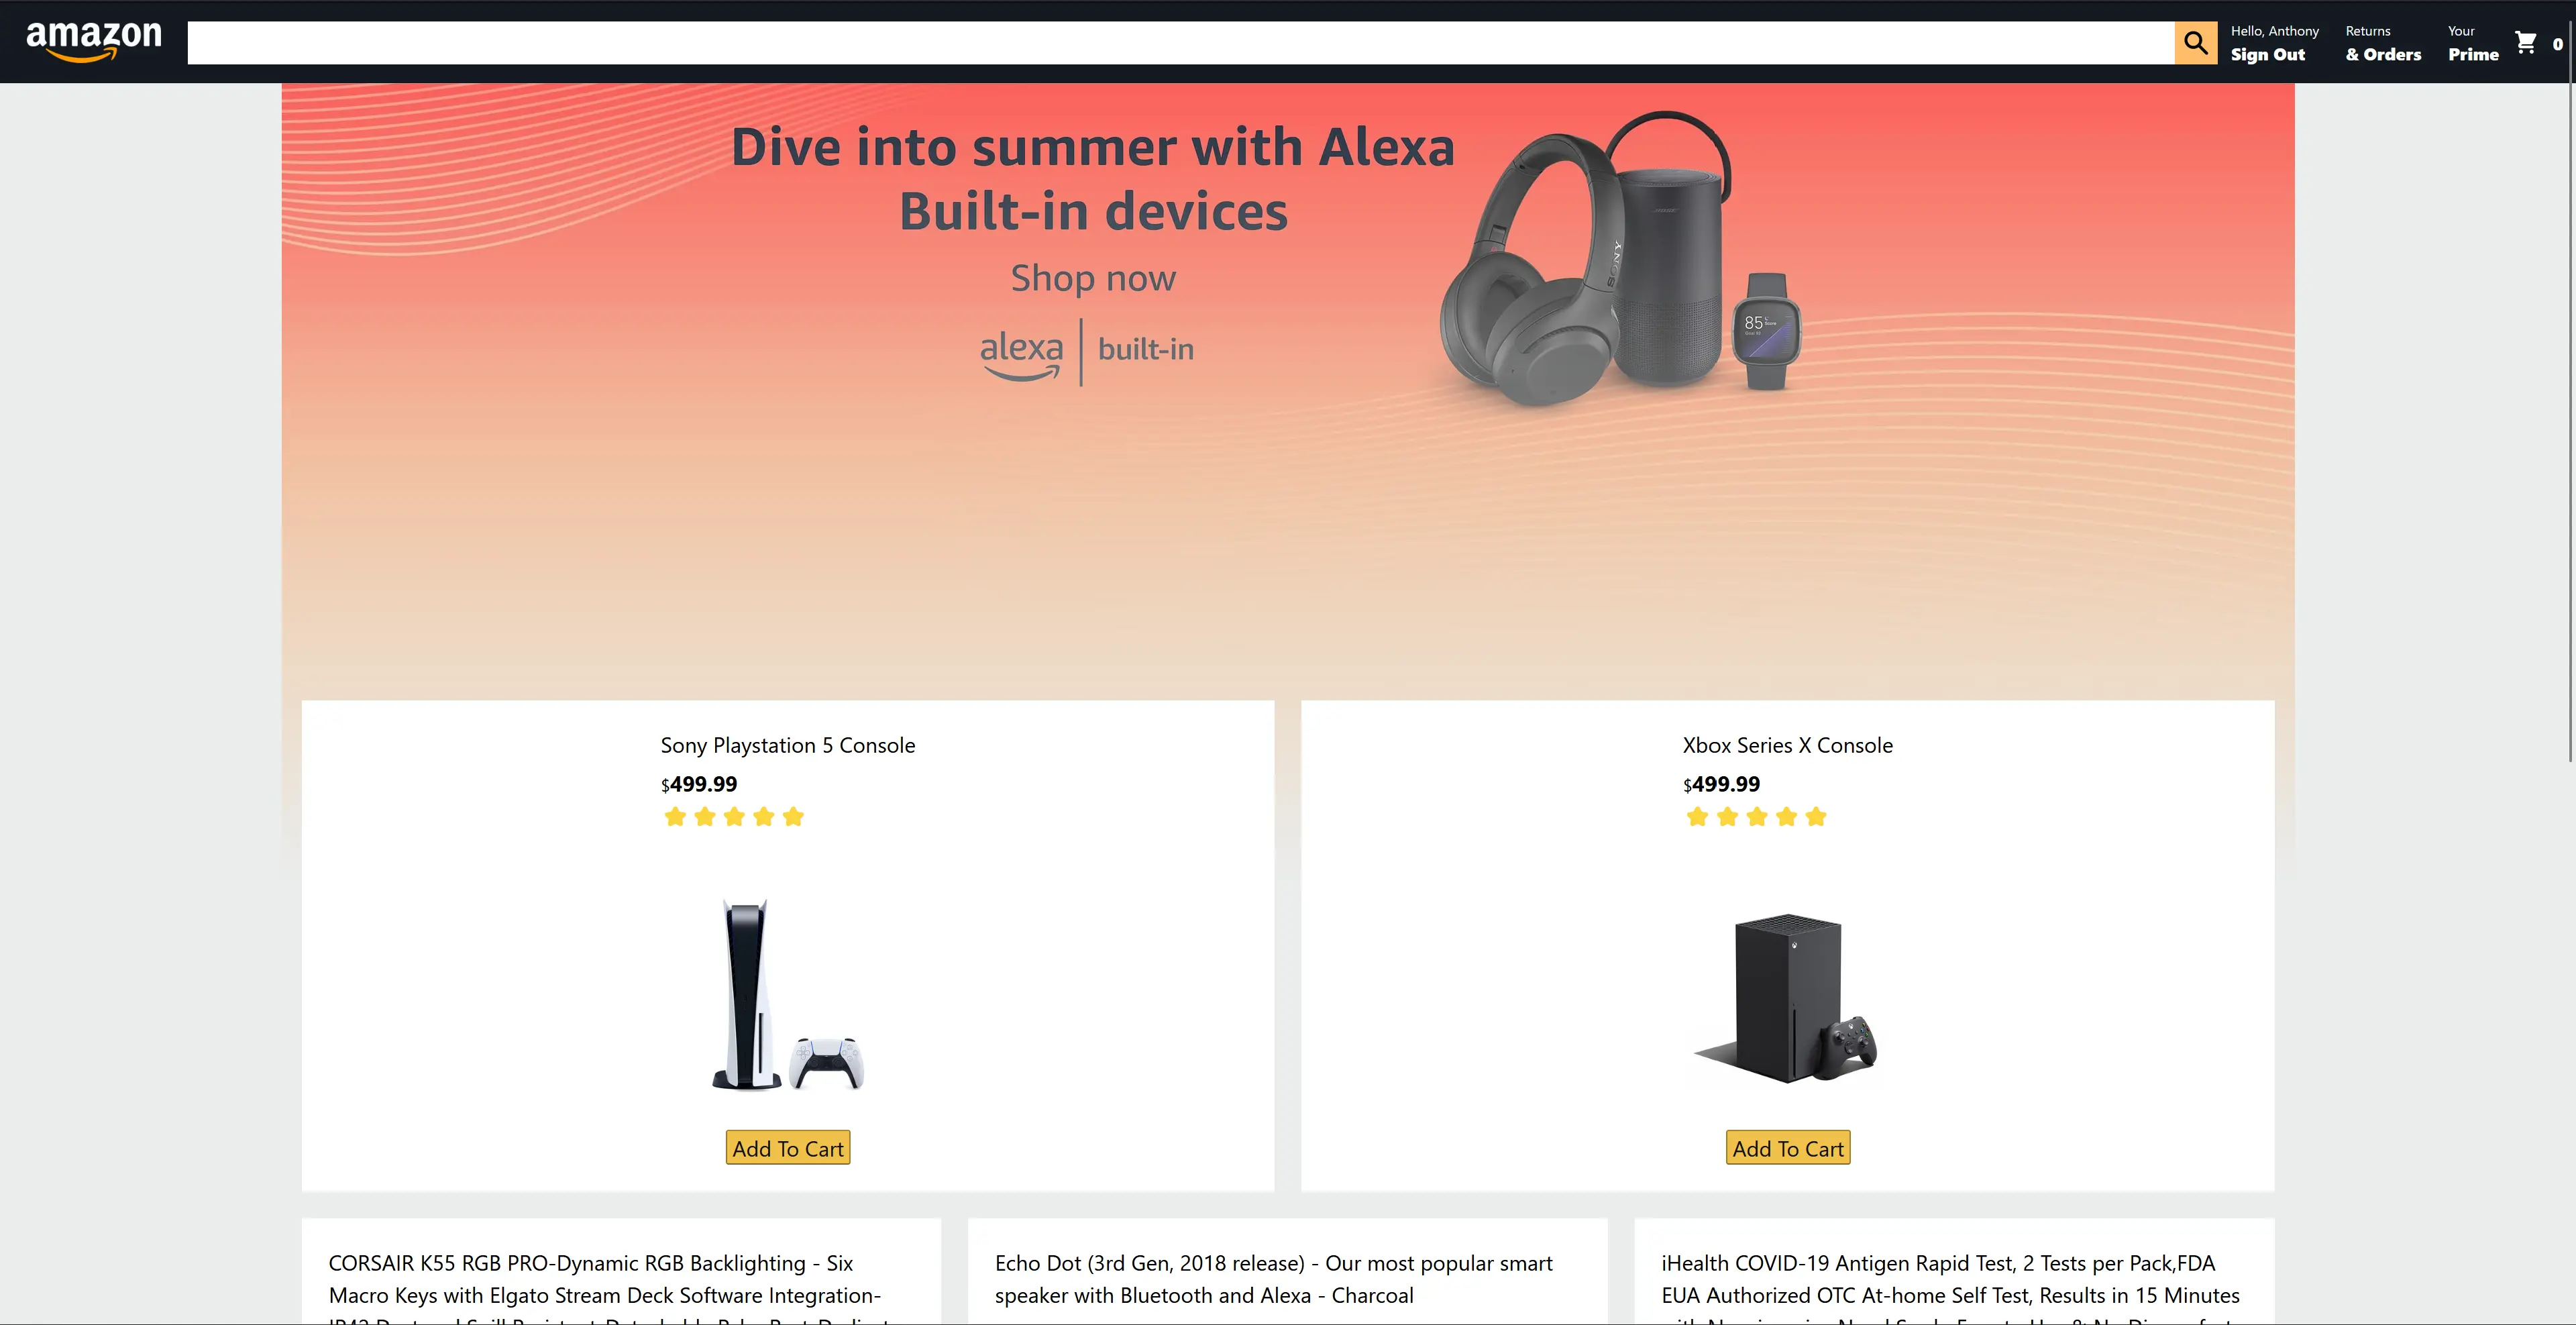 amazon
Hello, Anthony
Sign Out
Returns
& Orders
Your
Prime
0
Dive into summer with Alexa
Built-in devices
Shop now
alexa | built-in
SONY
85
Sony Playstation 5 Console
$499.99
Xbox Series X Console
$499.99
Add To Cart
Add To Cart
CORSAIR K55 RGB PRO-Dynamic RGB Backlighting - Six
Macro Keys with Elgato Stream Deck Software Integration-
Echo Dot (3rd Gen, 2018 release) - Our most popular smart
speaker with Bluetooth and Alexa - Charcoal
iHealth COVID-19 Antigen Rapid Test, 2 Tests per Pack,FDA
EUA Authorized OTC At-home Self Test, Results in 15 Minutes